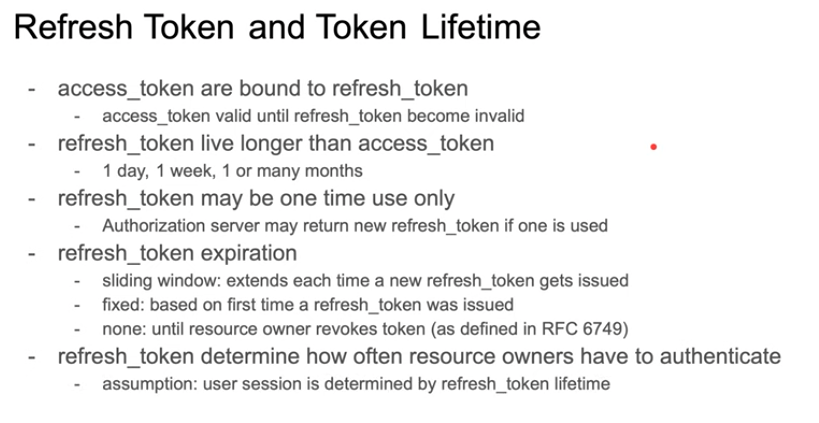 Refresh Token and Token Lifetime
- access_token are bound to refresh_token
- access_token valid until refresh_token become invalid
- refresh_token live longer than access_token
- 1 day, 1 week, 1 or many months
- refresh_token may be one time use only
- Authorization server may return new refresh_token if one is used
- refresh_token expiration
- sliding window: extends each time a new refresh_token gets issued
- fixed: based on first time a refresh_token was issued
- none: until resource owner revokes token (as defined in RFC 6749)
- refresh_token determine how often resource owners have to authenticate
- assumption: user session is determined by refresh_token lifetime